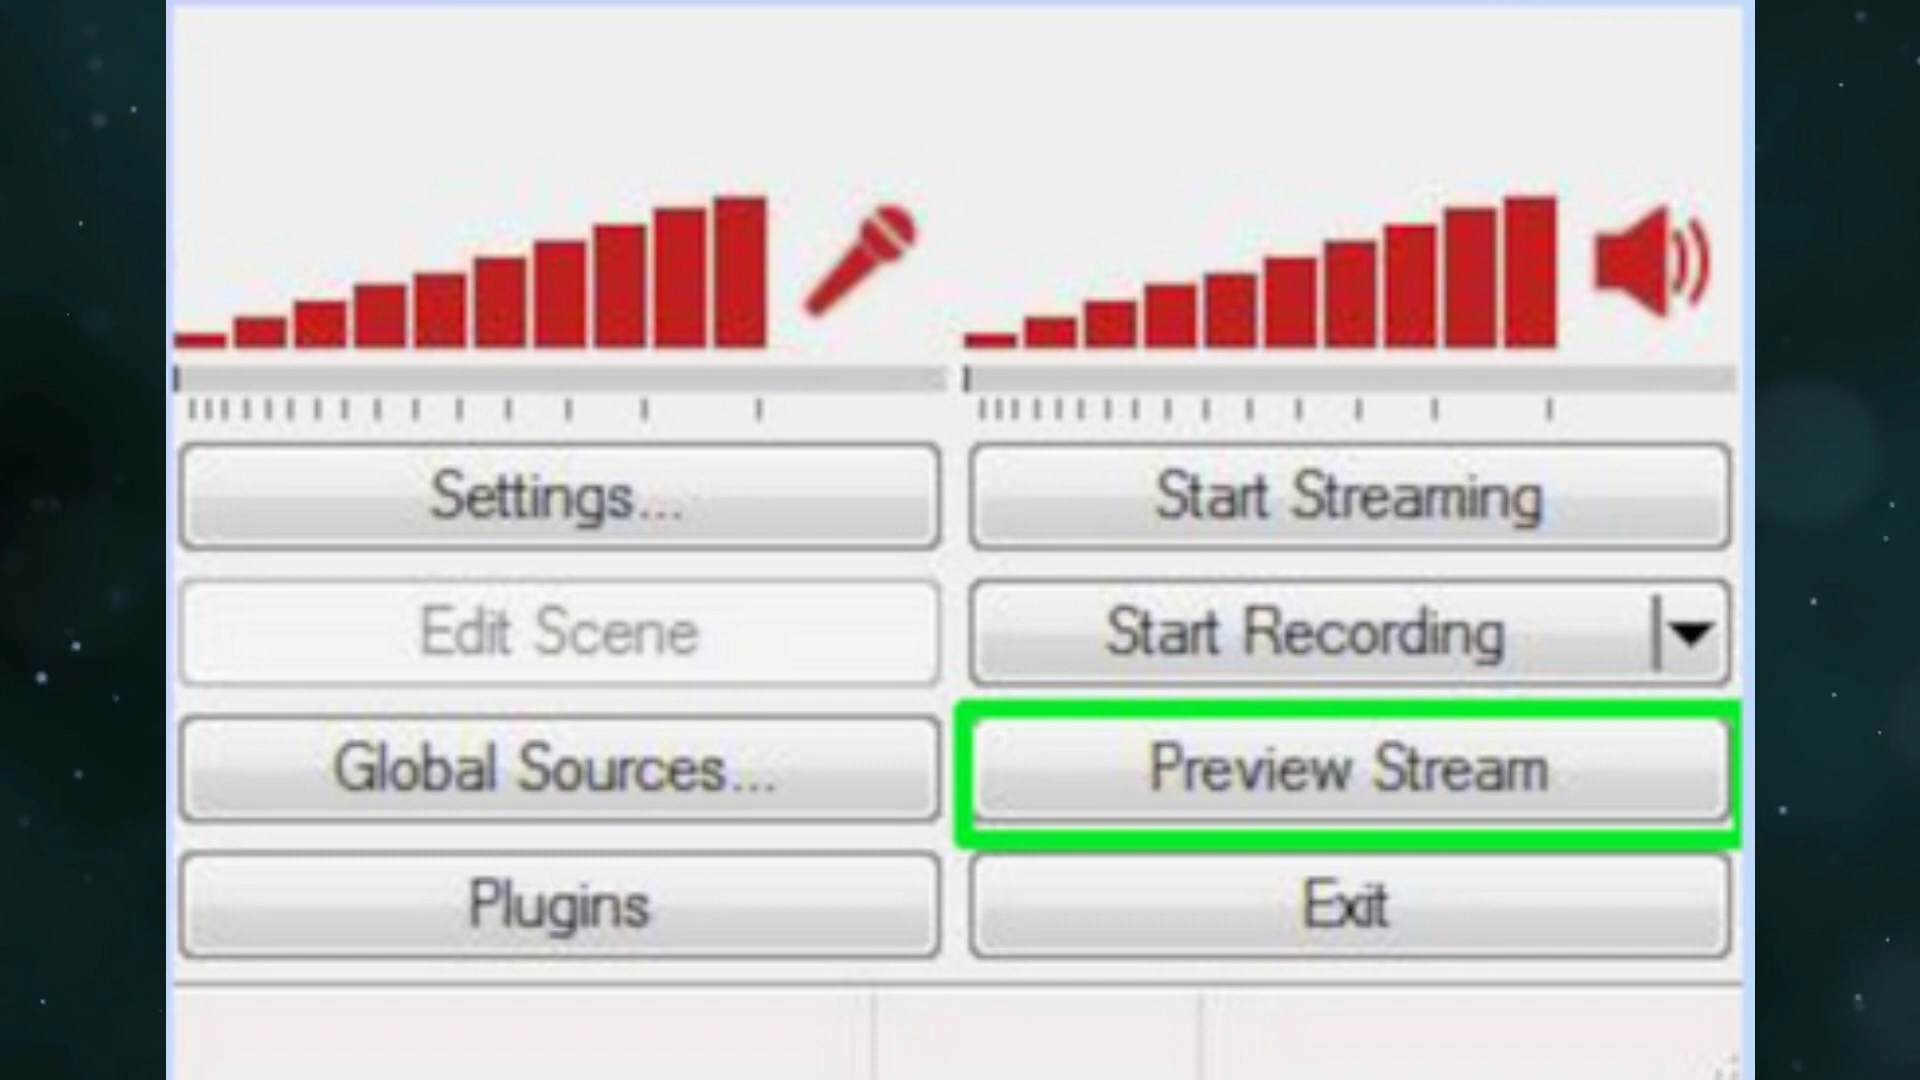 Settings...
Start Streaming
Edit Scene
Start Recording
Global Sources...
Preview Stream
Plugins
Exit